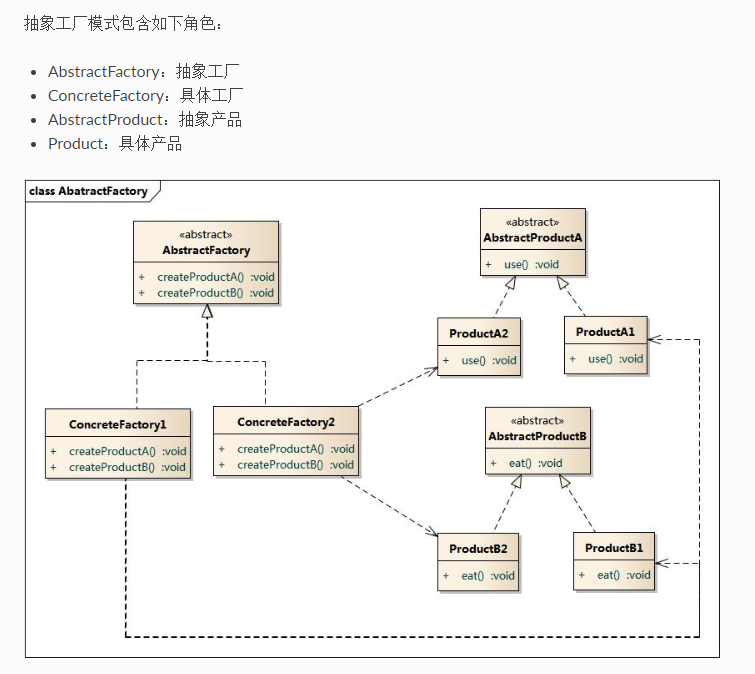 抽象工厂模式包含如下角色：
• AbstractFactory：抽象工厂
• ConcreteFactory：具体工厂
• AbstractProduct：抽象产品
• Product：具体产品
class AbatractFactory
«abstract»
AbstractFactory
+ createProductA() :void
+ createProductB() :void
«abstract»
AbstractProductA
+ use() :void
ProductA2
+ use() :void
ProductA1
+ use() :void
ConcreteFactory1
+ createProductA() :void
+ createProductB() :void
ConcreteFactory2
+ createProductA() :void
+ createProductB() :void
«abstract»
AbstractProductB
+ eat() :void
ProductB2
+ eat() :void
ProductB1
+ eat() :void